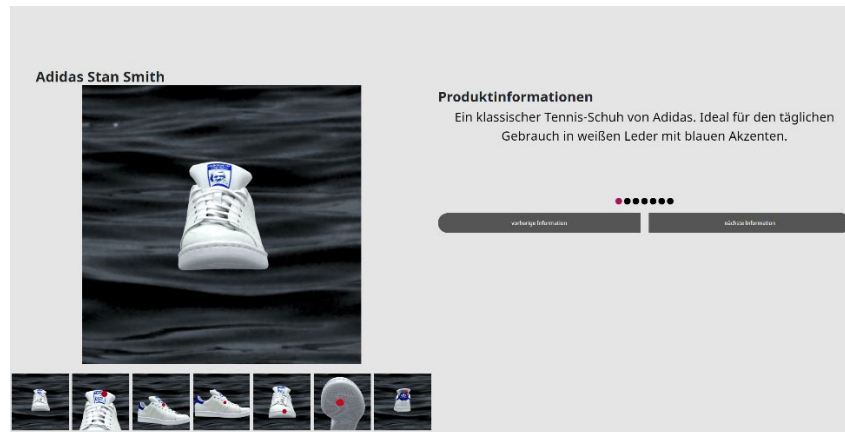 Adidas Stan Smith
Produktinformationen
Ein klassischer Tennis-Schuh von Adidas. Ideal für den täglichen
Gebrauch in weißen Leder mit blauen Akzenten.
vorherige Information
nächste Information